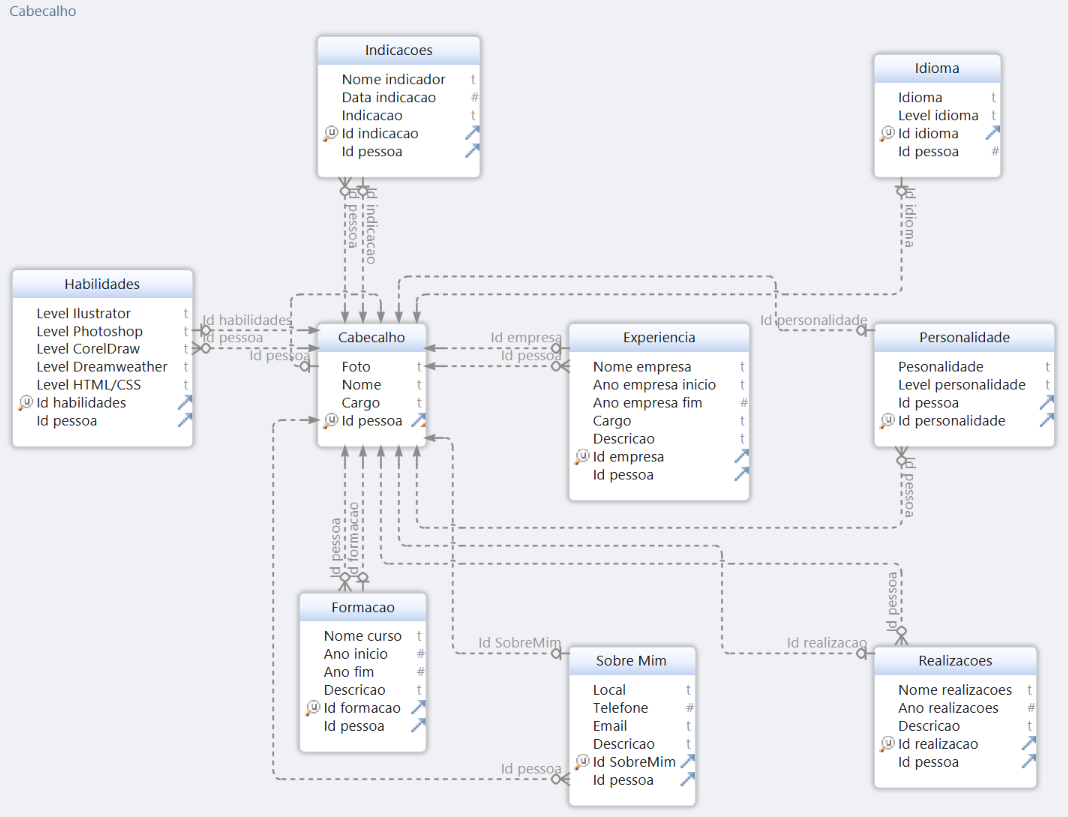 Cabecalho
Indicacoes
Nome indicador t
Data indicacao #
Indicacao t
Id indicacao
Id pessoa
Idioma
Idioma t
Level idioma t
Id idioma
Id pessoa #
Id pessoa
Id indicacao
Id idioma
Habilidades
Level Ilustrator t
Level Photoshop t
Level CorelDraw t
Level Dreamweather t
Level HTML/CSS t
Id habilidades
Id pessoa
Id habilidades
Id pessoa
Id pessoa
Cabecalho
Foto t
Nome t
Cargo t
Id pessoa
Id empresa
Id pessoa
Experiencia
Nome empresa t
Ano empresa inicio t
Ano empresa fim #
Cargo t
Descricao t
Id empresa
Id pessoa
Id personalidade
Personalidade
Pesonalidade t
Level personalidade t
Id pessoa
Id personalidade
Id pessoa
Id pessoa
Id formacao
Formacao
Nome curso t
Ano inicio #
Ano fim #
Descricao t
Id formacao
Id pessoa
Id SobreMim
Id pessoa
Sobre Mim
Local t
Telefone #
Email t
Descricao t
Id SobreMim
Id pessoa
Id pessoa
Id realizacao
Realizacoes
Nome realizacoes t
Ano realizacoes #
Descricao t
Id realizacao
Id pessoa